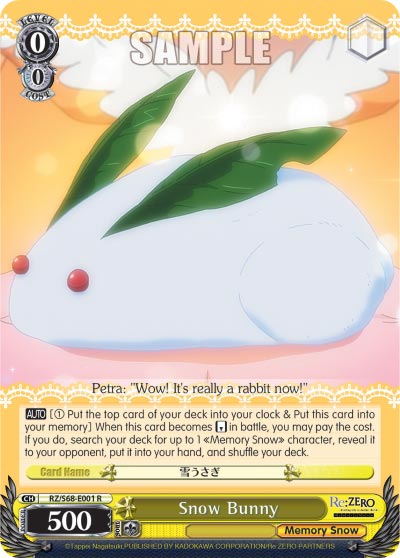 LEVEL
0
0
COST
SAMPLE
Petra: "Wow! It's really a rabbit now!"
AUTO [① Put the top card of your deck into your clock & Put this card into
your memory] When this card becomes in battle, you may pay the cost.
If you do, search your deck for up to 1 «Memory Snow» character, reveal it
to your opponent, put it into your hand, and shuffle your deck.
Card Name 雪うさぎ
CH RZ/S68-E001 R
POWER 500 SOUL Snow Bunny Re:ZERO
Memory Snow
©Tappei Nagatsuki,PUBLISHED BY KADOKAWA CORPORATION/Re:ZERO PARTNERS